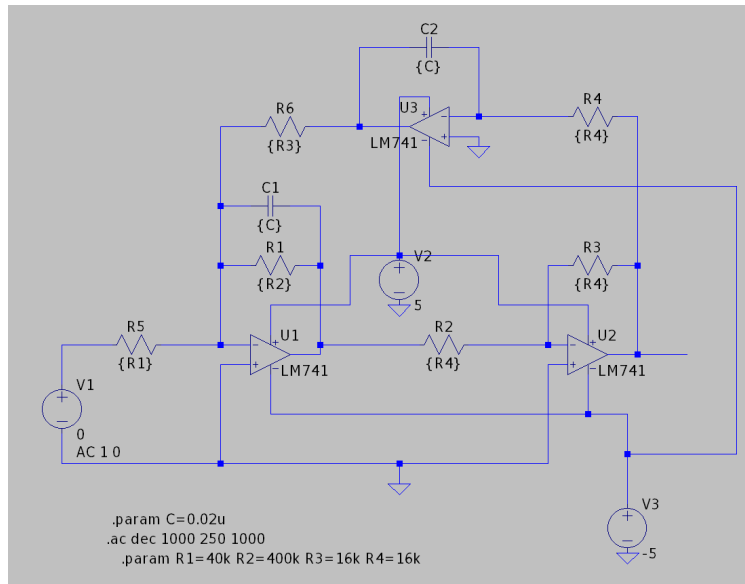 C2
{C}
R6
{R3}
U3
LM741
R4
{R4}
C1
{C}
R1
{R2}
V2
5
R3
{R4}
R5
{R1}
U1
LM741
R2
{R4}
U2
LM741
V1
0
AC 1 0
V3
-5
.param C=0.02u
.ac dec 1000 250 1000
.param R1=40k R2=400k R3=16k R4=16k